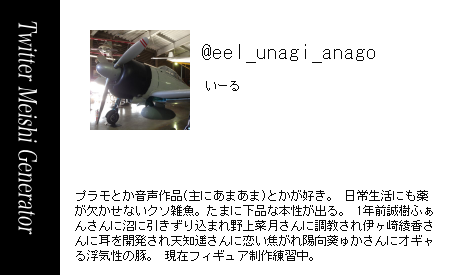 Twitter Meishi Generator
@eel_unagi_anago
いーる
プラモとか音声作品(主にあまあま)とかが好き。 日常生活にも薬
が欠かせないクソ雑魚。たまに下品な本性が出る。 1年前誠樹ふぁ
んさんに沼に引きずり込まれ野上菜月さんに調教され伊ヶ崎綾香さ
んに耳を開発され天知遥さんに恋い焦がれ陽向葵ゅかさんにオギャ
る浮気性の豚。 現在フィギュア制作練習中。